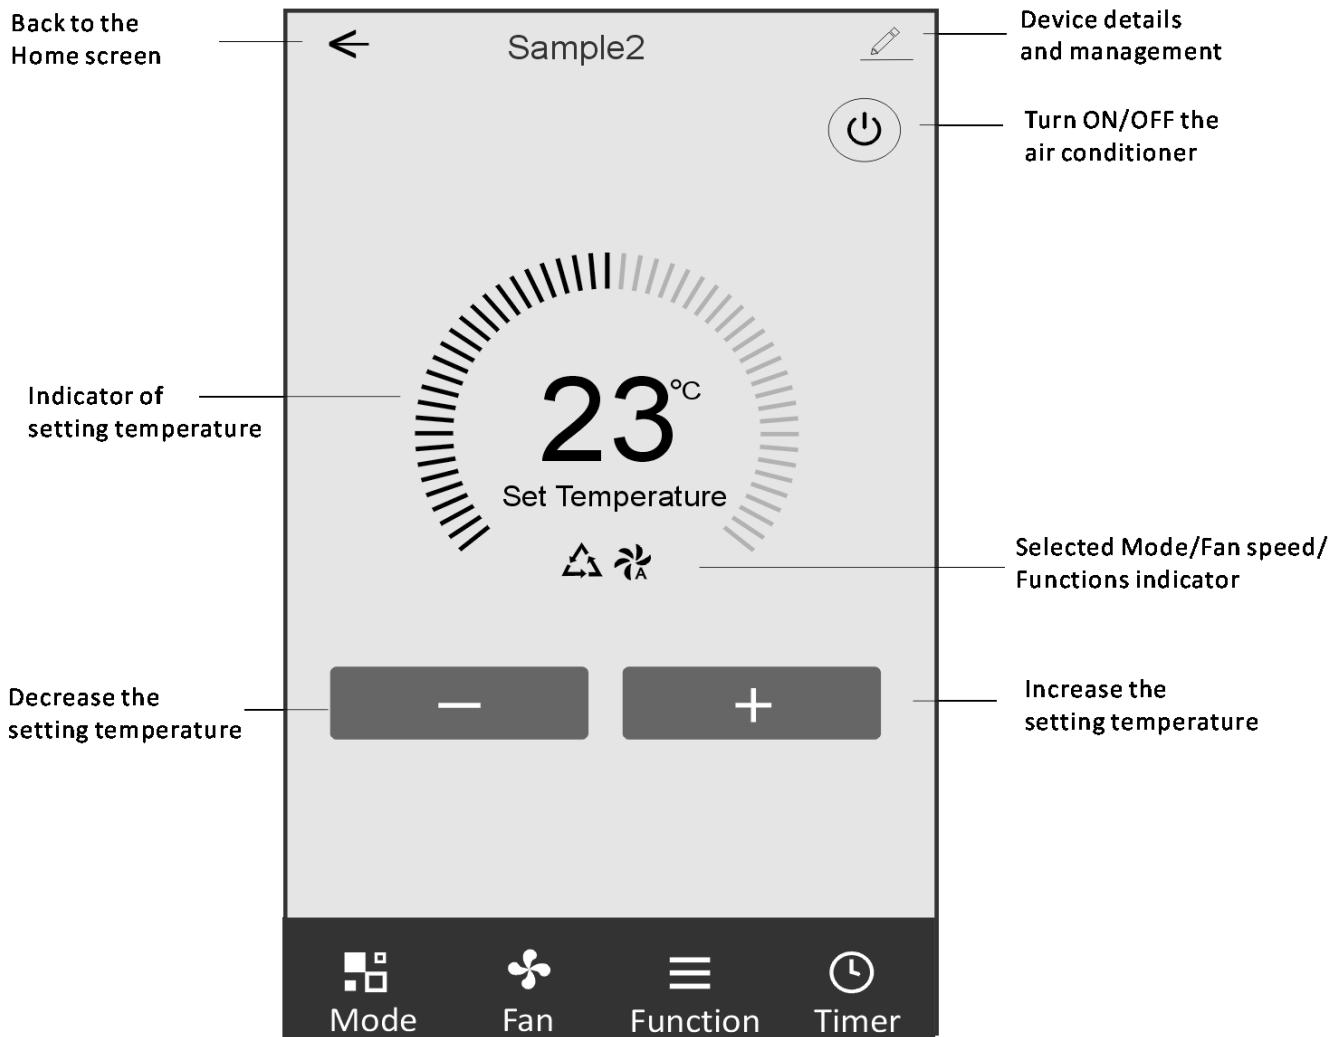 Back to the
Home screen
Sample2
Device details
and management
Turn ON/OFF the
air conditioner
Indicator of
setting temperature
23°C
Set Temperature
A
Selected Mode/Fan speed/
Functions indicator
Decrease the
setting temperature
Increase the
setting temperature
Mode
Fan
Function
Timer